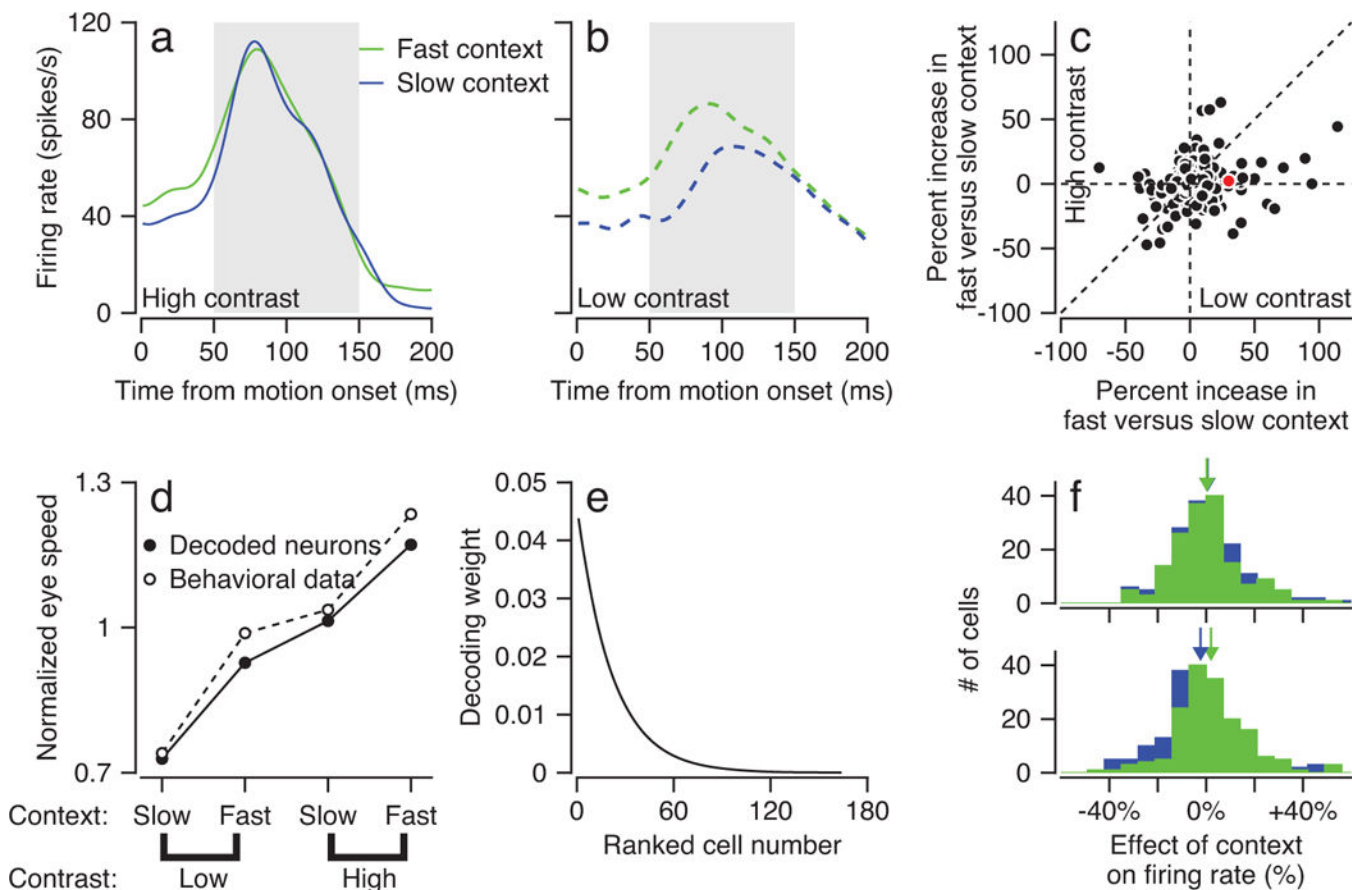 a
Fast context
Slow context
Firing rate (spikes/s)
120
80
40
0
High contrast
0 50 100 150 200
Time from motion onset (ms)
b
Low contrast
0 50 100 150 200
Time from motion onset (ms)
c
Percent increase in
fast versus slow context
100
50
0
-50
-100
High contrast
Low contrast
-100 -50 0 50 100
Percent incease in
fast versus slow context
d
Normalized eye speed
1.3
1
0.7
Decoded neurons
Behavioral data
Context: Slow Fast Slow Fast
Contrast: Low High
e
Decoding weight
0.05
0.04
0.03
0.02
0.01
0
0 60 120 180
Ranked cell number
f
# of cells
40
20
0
40
20
0
-40% 0% +40%
Effect of context
on firing rate (%)